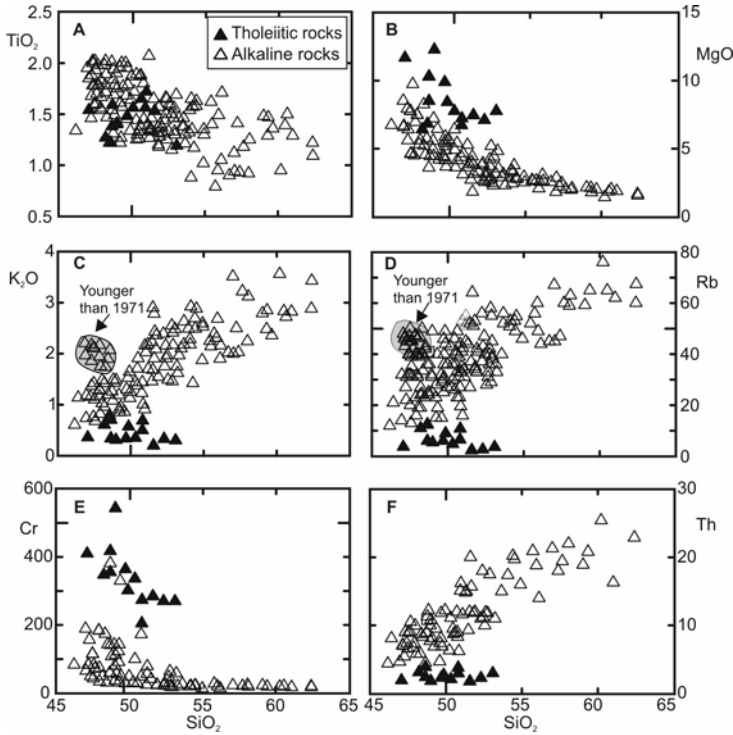 2.5
TiO₂
2.0
1.5
1.0
0.5
A
▲ Tholeiitic rocks
△ Alkaline rocks
B
15
MgO
10
5
0
4
K₂O
3
2
1
0
C
Younger
than 1971
D
Younger
than 1971
80
Rb
60
40
20
0
600
Cr
400
200
0
E
45
50
55
60
65
SiO₂
F
30
Th
20
10
0
45
50
55
60
65
SiO₂